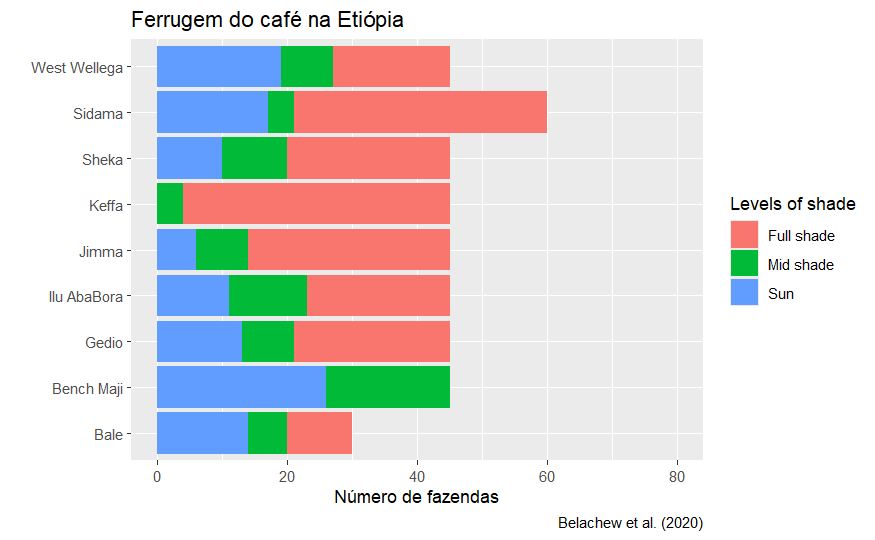 Ferrugem do café na Etiópia
West Wellega
Sidama
Sheka
Keffa
Jimma
Ilu AbaBora
Gedio
Bench Maji
Bale
0 20 40 60 80
Número de fazendas
Belachew et al. (2020)
Levels of shade
Full shade
Mid shade
Sun